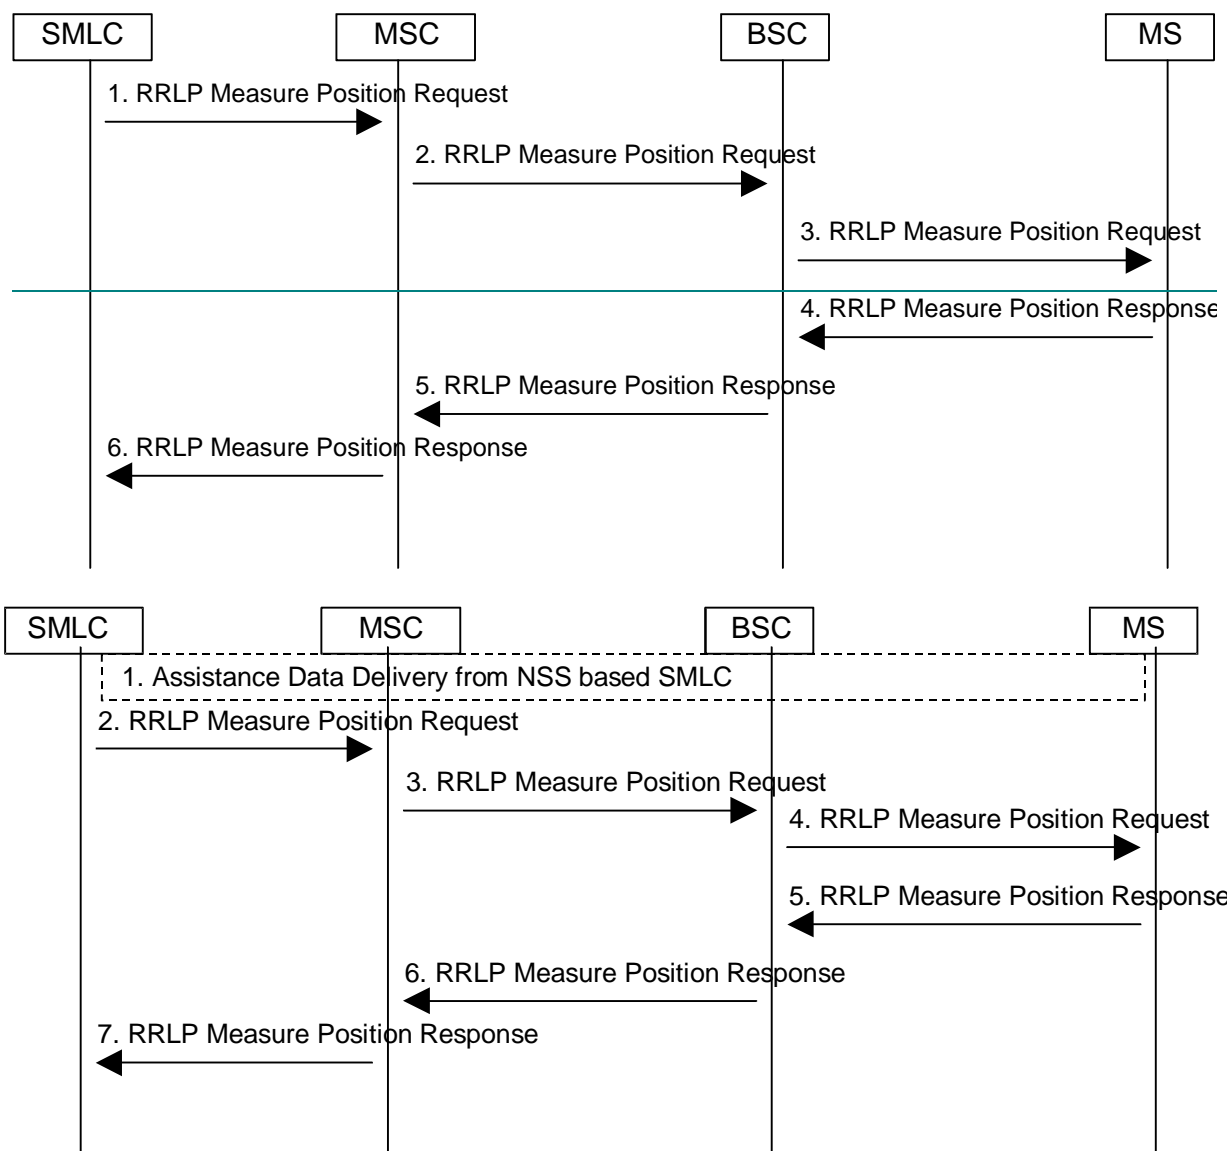 SMLC MSC BSC MS
1. RRLP Measure Position Request
2. RRLP Measure Position Request
3. RRLP Measure Position Request
4. RRLP Measure Position Response
5. RRLP Measure Position Response
6. RRLP Measure Position Response
SMLC MSC BSC MS
1. Assistance Data Delivery from NSS based SMLC
2. RRLP Measure Position Request
3. RRLP Measure Position Request
4. RRLP Measure Position Request
5. RRLP Measure Position Response
6. RRLP Measure Position Response
7. RRLP Measure Position Response